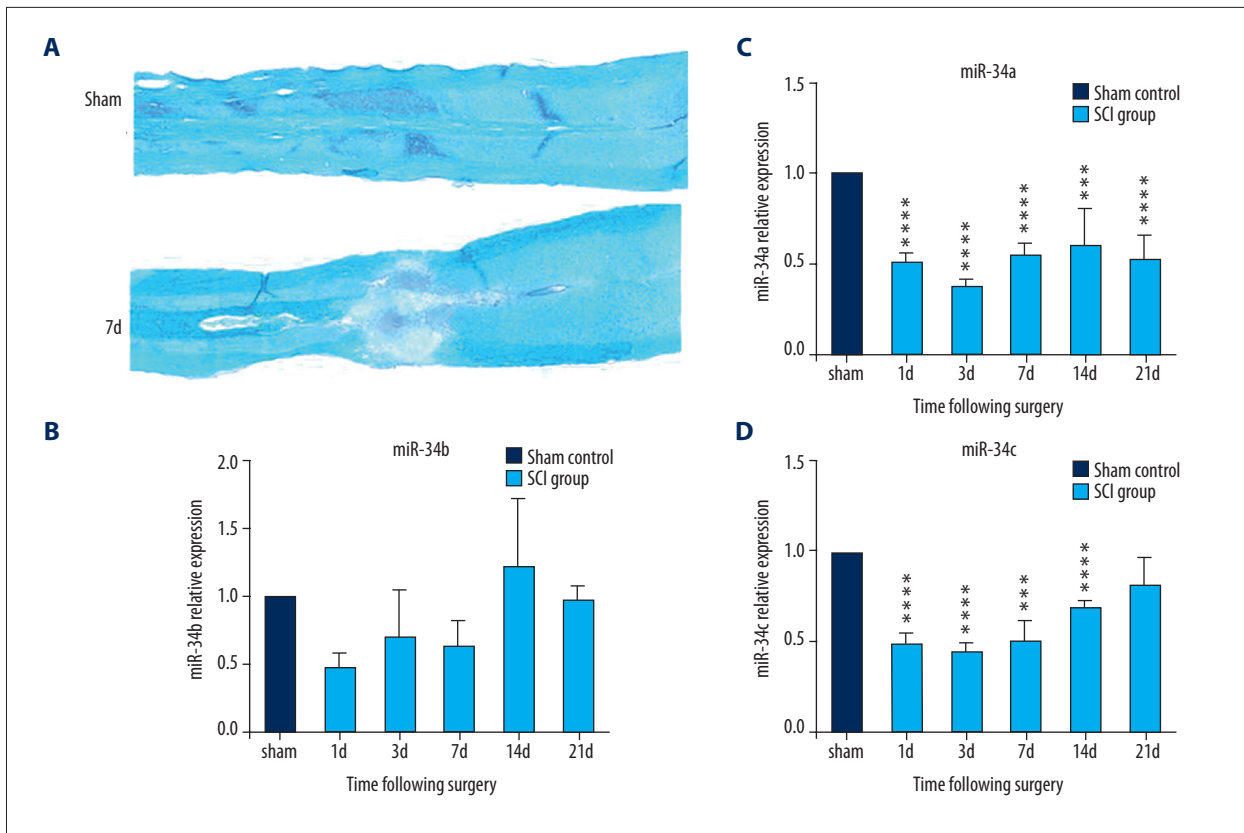 A
Sham
7d
B
miR-34b
Sham control
SCI group
miR-34b relative expression
2.0
1.5
1.0
0.5
0.0
sham 1d 3d 7d 14d 21d
Time following surgery
C
miR-34a
Sham control
SCI group
miR-34a relative expression
1.5
1.0
0.5
0.0
****
****
****
***
****
sham 1d 3d 7d 14d 21d
Time following surgery
D
miR-34c
Sham control
SCI group
miR-34c relative expression
1.5
1.0
0.5
0.0
****
****
***
****
sham 1d 3d 7d 14d 21d
Time following surgery